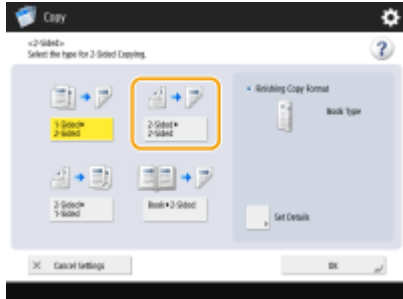 Copy
<2-Sided>
Select the type for 2-Sided Copying.
1-Sided▶
2-Sided
2-Sided▶
2-Sided
2-Sided▶
1-Sided
Book▶2-Sided
Finishing Copy Format
Book Type
Set Details
Cancel Settings
OK